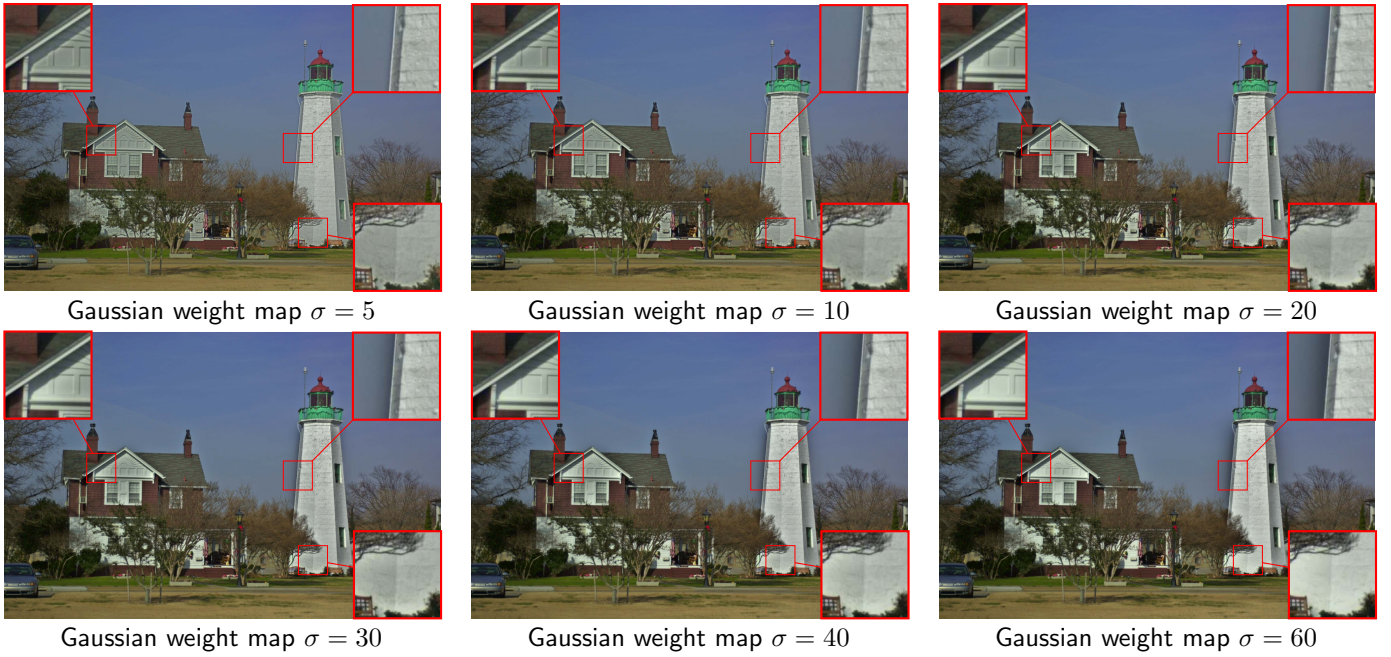 Gaussian weight map σ = 5
Gaussian weight map σ = 10
Gaussian weight map σ = 20
Gaussian weight map σ = 30
Gaussian weight map σ = 40
Gaussian weight map σ = 60